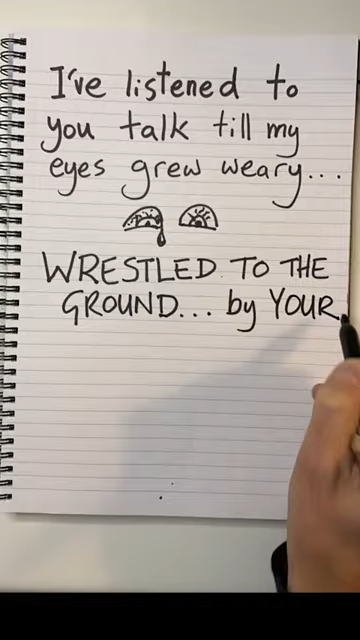 I've listened to
you talk till my
eyes grew weary...
WRESTLED TO THE
GROUND... by YOUR